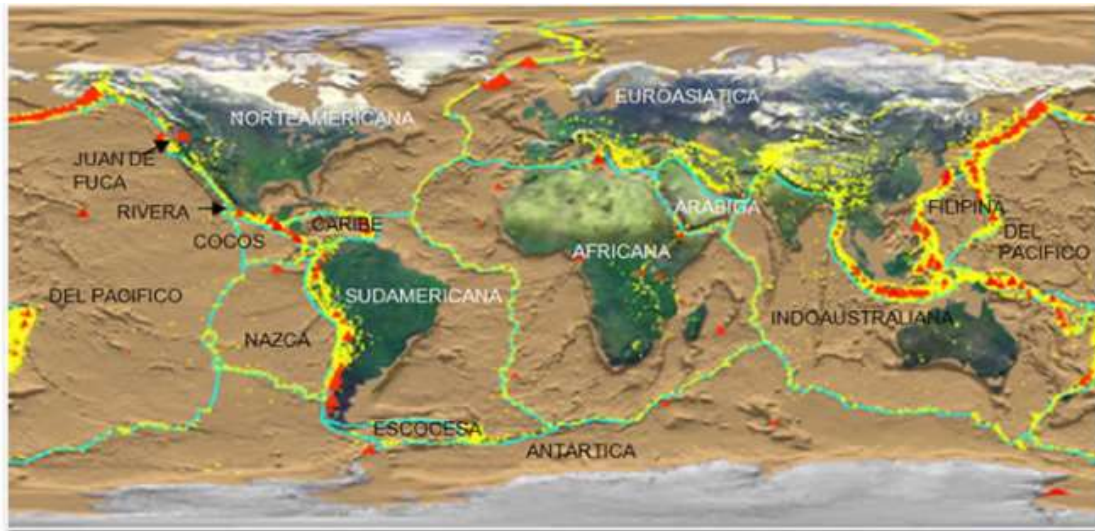 EUROASIATICA
NORTEAMERICANA
JUAN DE
FUCA
RIVERA
CARIBE
ARABIGA
FILIPINA
COCOS
AFRICANA
DEL
PACIFICO
DEL PACIFICO
SUDAMERICANA
INDOAUSTRALIANA
NAZCA
ESCOCESA
ANTÁRTICA